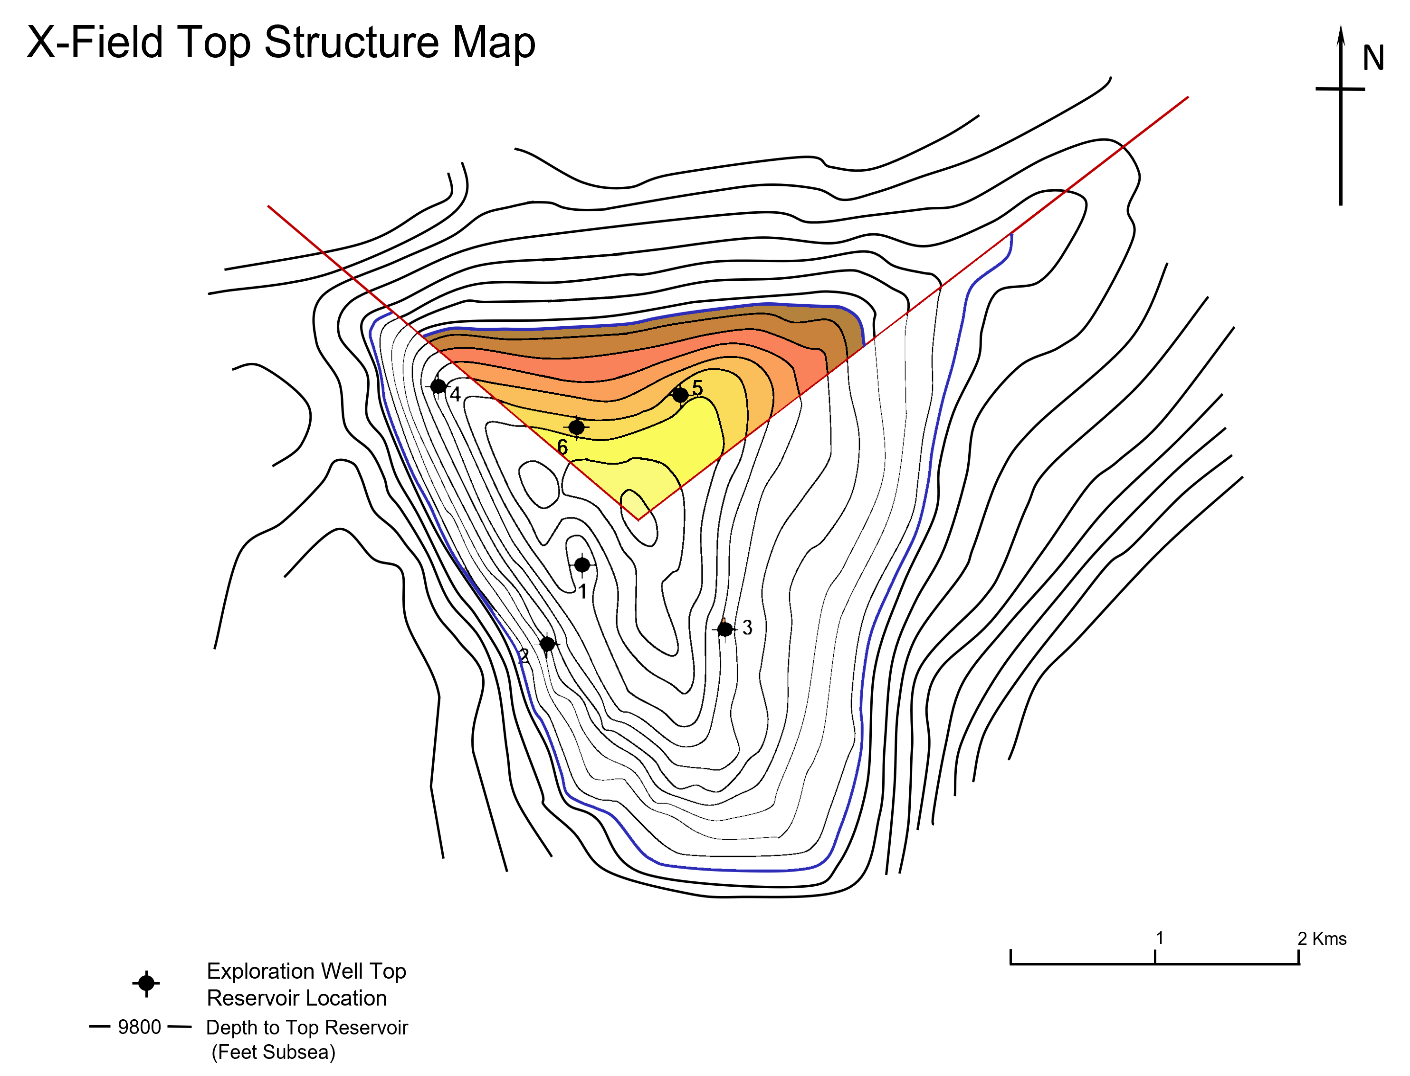 X-Field Top Structure Map
N
5
4
6
1
3
2
1
2 Kms
Exploration Well Top
Reservoir Location
9800
Depth to Top Reservoir
(Feet Subsea)